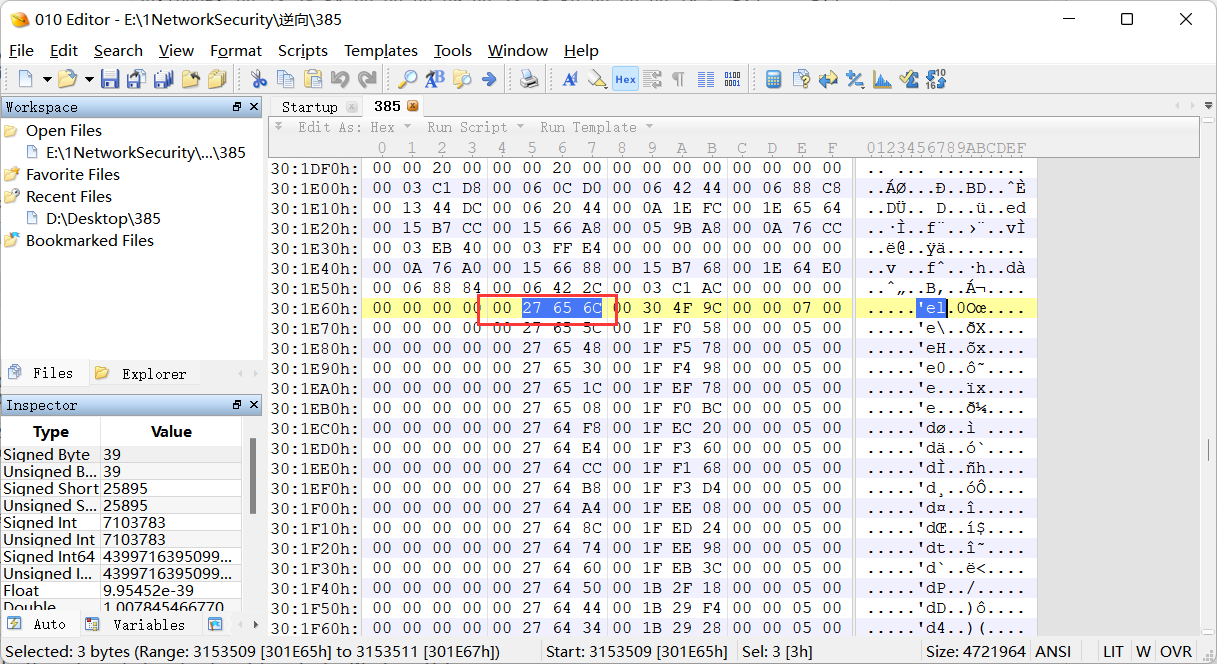 010 Editor - E:\1NetworkSecurity\逆向\385
File Edit Search View Format Scripts Templates Tools Window Help
Workspace
Open Files
E:\1NetworkSecurity\...\385
Favorite Files
Recent Files
D:\Desktop\385
Bookmarked Files
Files Explorer
Inspector
Type Value
Signed Byte 39
Unsigned B... 39
Signed Short 25895
Unsigned S... 25895
Signed Int 7103783
Unsigned Int 7103783
Signed Int64 4399716395099...
Unsigned I... 4399716395099...
Float 9.95452e-39
Double 1.007845466770
Auto Variables
Startup 385
Edit As: Hex Run Script Run Template
0 1 2 3 4 5 6 7 8 9 A B C D E F 0123456789ABCDEF
30:1DF0h: 00 00 20 00 00 00 20 00 00 00 00 00 00 00 00 00 .. ... .........
30:1E00h: 00 03 C1 D8 00 06 0C D0 00 06 42 44 00 06 88 C8 ..ÁØ...Ð..BD..ˆÈ
30:1E10h: 00 13 44 DC 00 06 20 44 00 0A 1E FC 00 1E 65 64 ..DÜ.. D...ü..ed
30:1E20h: 00 15 B7 CC 00 15 66 A8 00 05 9B A8 00 0A 76 CC ..·Ì..f¨..›¨..vÌ
30:1E30h: 00 03 EB 40 00 03 FF E4 00 00 00 00 00 00 00 00 ..ë@..ÿä........
30:1E40h: 00 0A 76 A0 00 15 66 88 00 15 B7 68 00 1E 64 E0 ..v ..fˆ..·h..dà
30:1E50h: 00 06 88 84 00 06 42 2C 00 03 C1 AC 00 00 00 00 ..ˆ„..B,..Á¬....
30:1E60h: 00 00 00 00 00 27 65 6C 00 30 4F 9C 00 00 07 00 .....'el.0Oœ....
30:1E70h: 00 00 00 00 00 27 65 5C 00 1F F0 58 00 00 05 00 .....'e\..ðX....
30:1E80h: 00 00 00 00 00 27 65 48 00 1F F5 78 00 00 05 00 .....'eH..õx....
30:1E90h: 00 00 00 00 00 27 65 30 00 1F F4 98 00 00 05 00 .....'e0..ô˜....
30:1EA0h: 00 00 00 00 00 27 65 1C 00 1F EF 78 00 00 05 00 .....'e...ïx....
30:1EB0h: 00 00 00 00 00 27 65 08 00 1F F0 BC 00 00 05 00 .....'e...ð¼....
30:1EC0h: 00 00 00 00 00 27 64 F8 00 1F EC 20 00 00 05 00 .....'dø..ì ....
30:1ED0h: 00 00 00 00 00 27 64 E4 00 1F F3 60 00 00 05 00 .....'dä..ó`....
30:1EE0h: 00 00 00 00 00 27 64 CC 00 1F F1 68 00 00 05 00 .....'dÌ..ñh....
30:1EF0h: 00 00 00 00 00 27 64 B8 00 1F F3 D4 00 00 05 00 .....'d¸..óÔ....
30:1F00h: 00 00 00 00 00 27 64 A4 00 1F EE 08 00 00 05 00 .....'d¤..î.....
30:1F10h: 00 00 00 00 00 27 64 8C 00 1F ED 24 00 00 05 00 .....'dŒ..í$....
30:1F20h: 00 00 00 00 00 27 64 74 00 1F EE 98 00 00 05 00 .....'dt..î˜....
30:1F30h: 00 00 00 00 00 27 64 60 00 1F EB 3C 00 00 05 00 .....'d`..ë<....
30:1F40h: 00 00 00 00 00 27 64 50 00 1B 2F 18 00 00 05 00 .....'dP../.....
30:1F50h: 00 00 00 00 00 27 64 44 00 1B 29 F4 00 00 05 00 .....'dD..)ô....
30:1F60h: 00 00 00 00 00 27 64 34 00 1B 29 28 00 00 05 00 .....'d4..)(....
Selected: 3 bytes (Range: 3153509 [301E65h] to 3153511 [301E67h]) Start: 3153509 [301E65h] Sel: 3 [3h] Size: 4721964 ANSI LIT W OVR